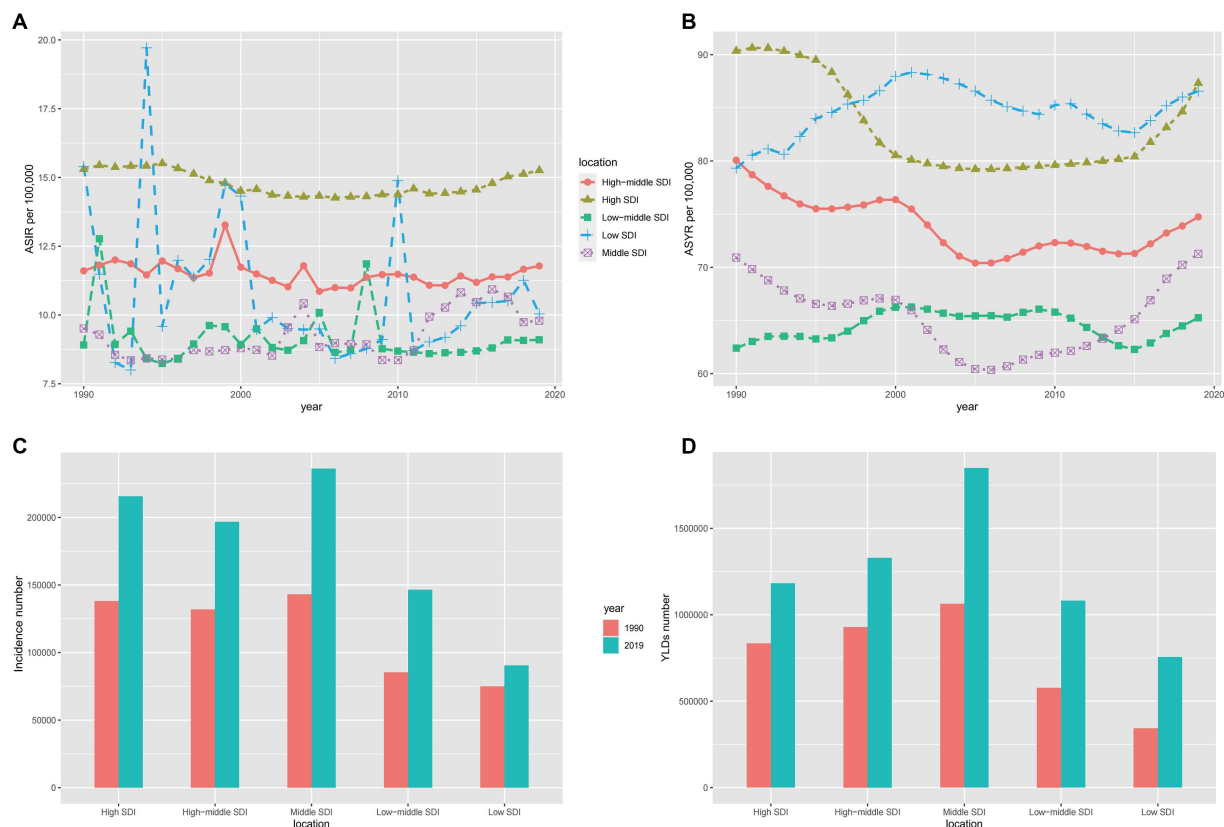 A
ASIR per 100,000
20.0
17.5
15.0
12.5
10.0
7.5
1990
2000
2010
2020
year
location
High−middle SDI
High SDI
Low−middle SDI
Low SDI
Middle SDI
B
ASYR per 100,000
90
80
70
60
1990
2000
2010
2020
year
C
Incidence number
200000
150000
100000
50000
0
High SDI
High−middle SDI
Middle SDI
Low−middle SDI
Low SDI
location
year
1990
2019
D
YLDs number
1500000
1000000
500000
0
High SDI
High−middle SDI
Middle SDI
Low−middle SDI
Low SDI
location